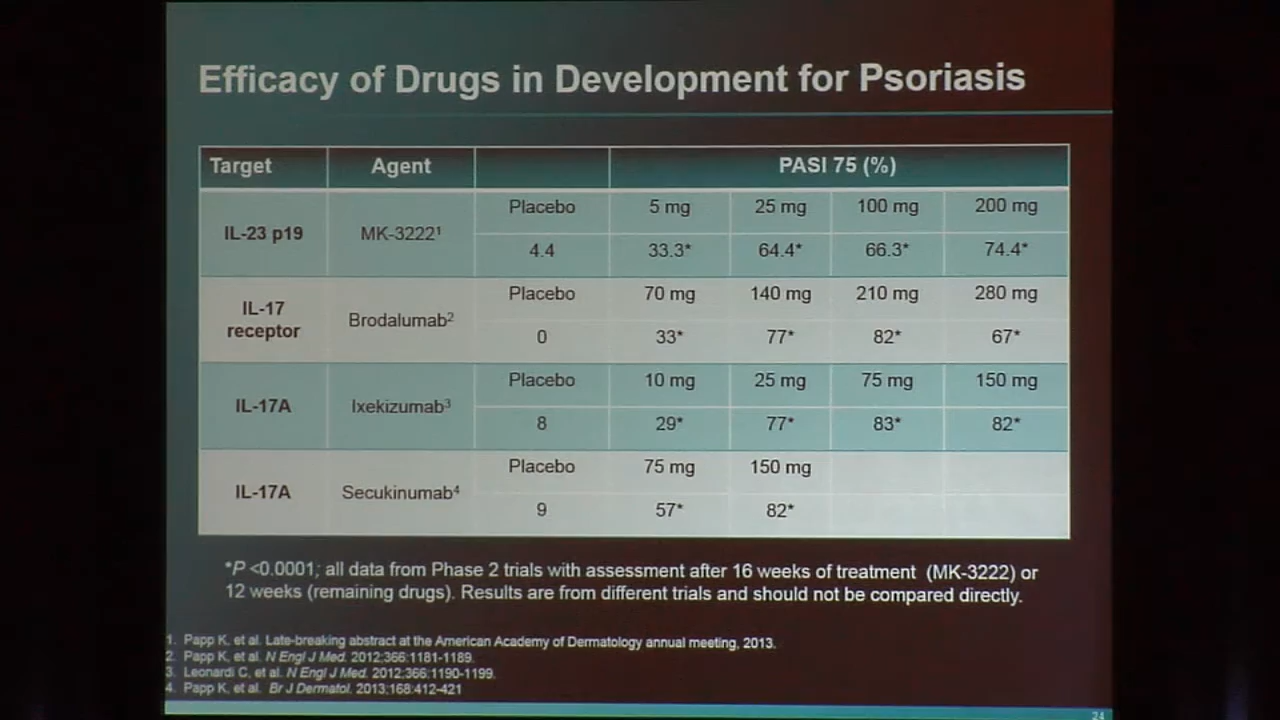 Efficacy of Drugs in Development for Psoriasis
Target Agent PASI 75 (%)
IL-23 p19 MK-3222¹ Placebo 5 mg 25 mg 100 mg 200 mg
4.4 33.3* 64.4* 66.3* 74.4*
IL-17 receptor Brodalumab² Placebo 70 mg 140 mg 210 mg 280 mg
0 33* 77* 82* 67*
IL-17A Ixekizumab³ Placebo 10 mg 25 mg 75 mg 150 mg
8 29* 77* 83* 82*
IL-17A Secukinumab⁴ Placebo 75 mg 150 mg
9 57* 82*
*P <0.0001; all data from Phase 2 trials with assessment after 16 weeks of treatment (MK-3222) or
12 weeks (remaining drugs). Results are from different trials and should not be compared directly.
1. Papp K, et al. Late-breaking abstract at the American Academy of Dermatology annual meeting, 2013.
2. Papp K, et al. N Engl J Med. 2012;366:1181-1189.
3. Leonardi C, et al. N Engl J Med. 2012;366:1190-1199.
4. Papp K, et al. Br J Dermatol. 2013;168:412-421
24